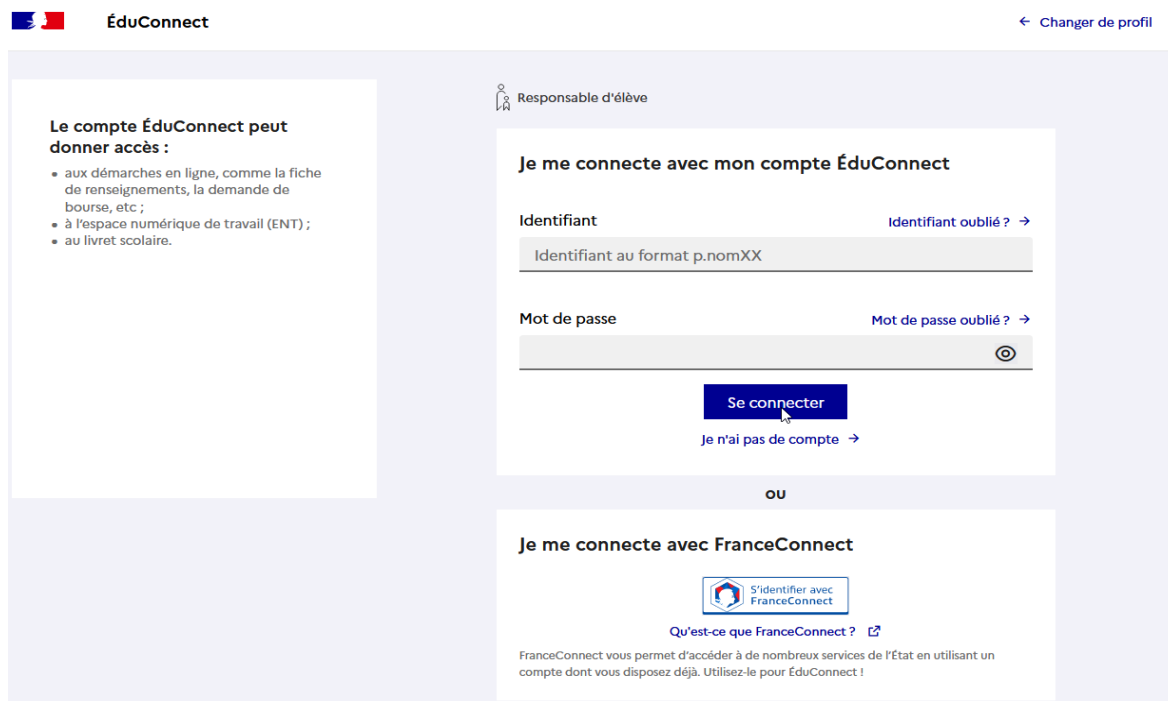 ÉduConnect
← Changer de profil
Le compte ÉduConnect peut
donner accès :
• aux démarches en ligne, comme la fiche
de renseignements, la demande de
bourse, etc ;
• à l'espace numérique de travail (ENT) ;
• au livret scolaire.
Responsable d'élève
Je me connecte avec mon compte ÉduConnect
Identifiant
Identifiant oublié ? →
Identifiant au format p.nomXX
Mot de passe
Mot de passe oublié ? →
Se connecter
Je n'ai pas de compte →
ou
Je me connecte avec FranceConnect
S'identifier avec
FranceConnect
Qu'est-ce que FranceConnect ?
FranceConnect vous permet d'accéder à de nombreux services de l'État en utilisant un
compte dont vous disposez déjà. Utilisez-le pour ÉduConnect !